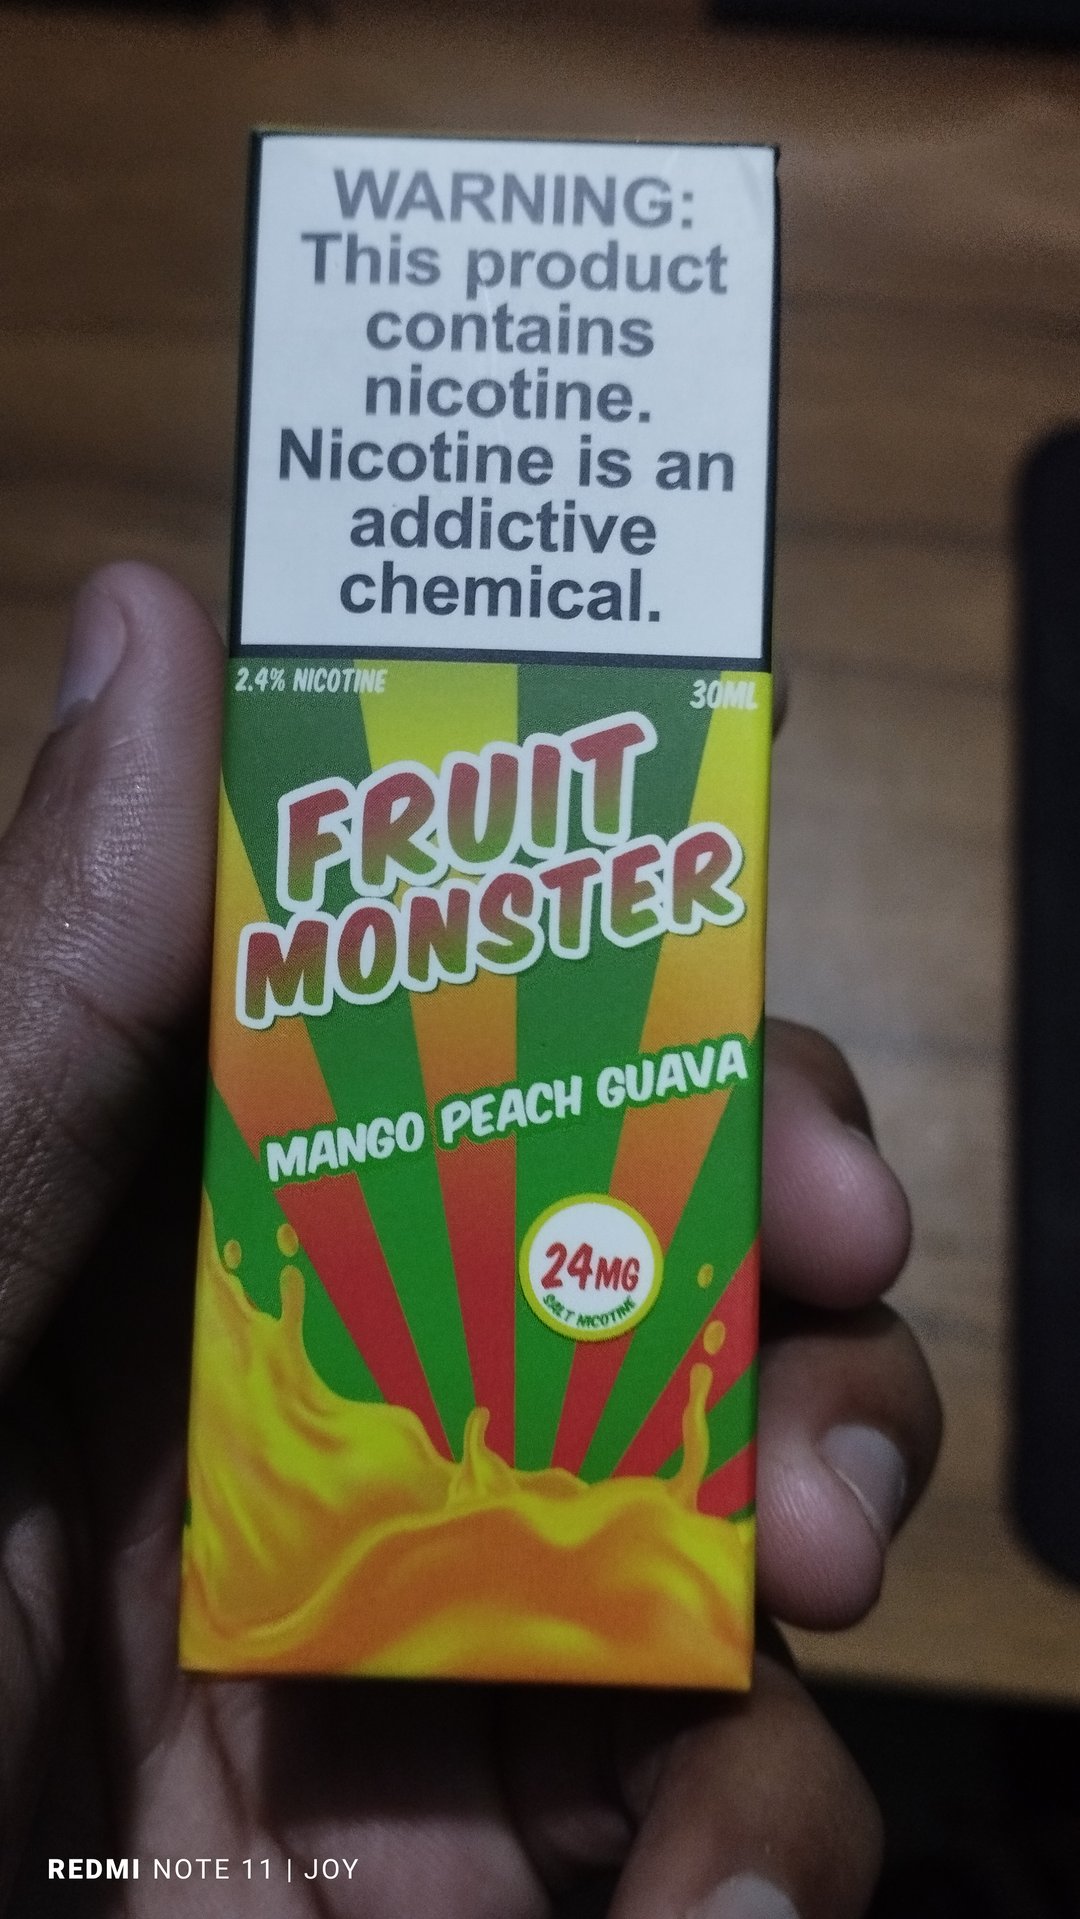 WARNING:
This product
contains
nicotine.
Nicotine is an
addictive
chemical.
2.4% NICOTINE
30ML
FRUIT
MONSTER
MANGO PEACH GUAVA
24MG
SALT NICOTINE
REDMI NOTE 11 | JOY